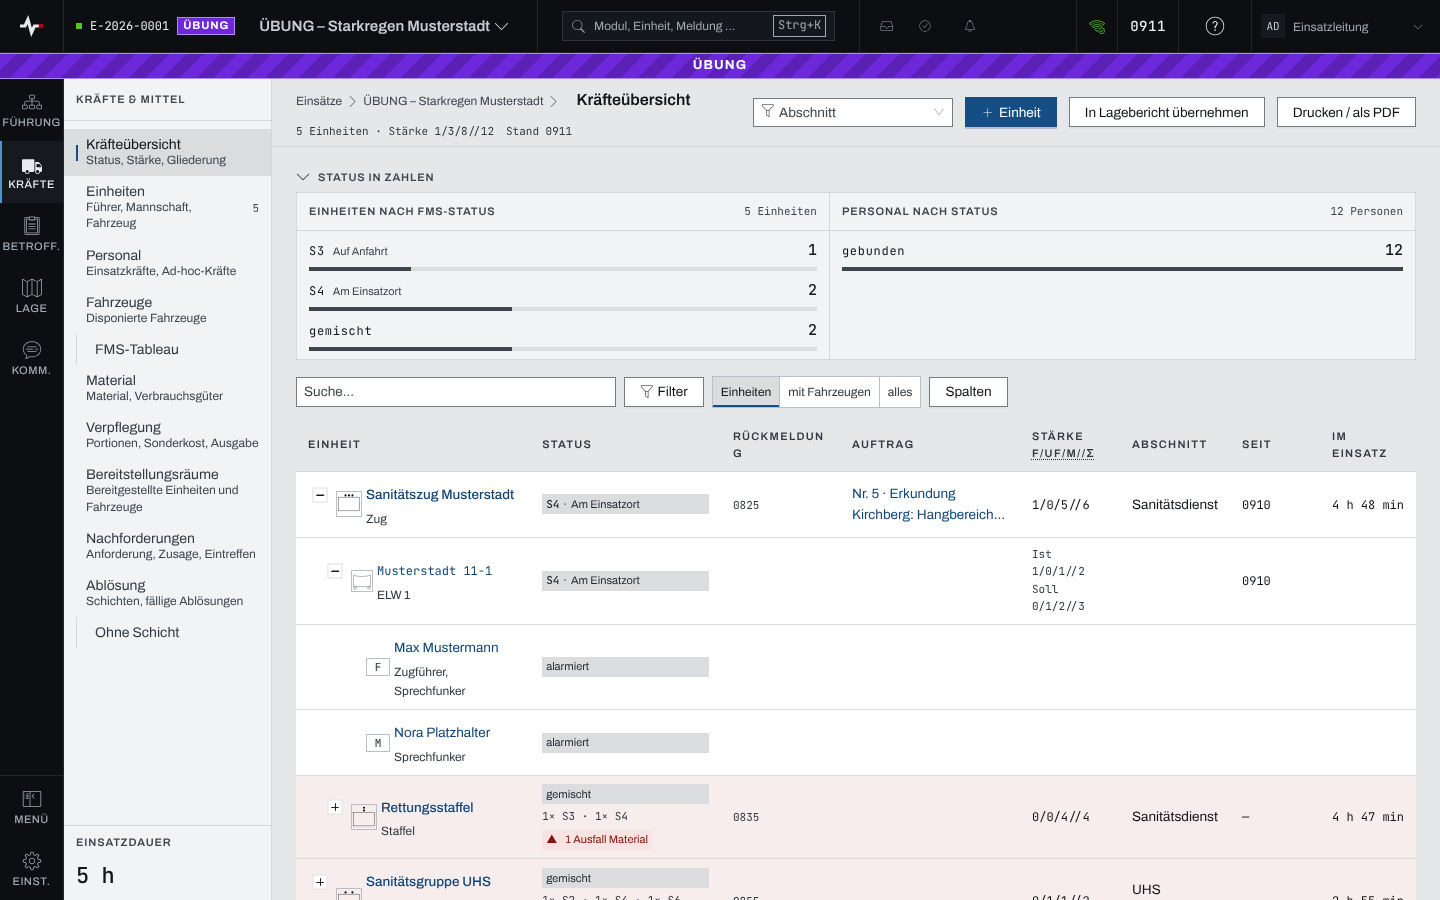 E-2026-0001 ÜBUNG ÜBUNG – Starkregen Musterstadt Modul, Einheit, Meldung ... Strg+K 0911 ? AD Einsatzleitung
ÜBUNG
FÜHRUNG
KRÄFTE
BETROFF.
LAGE
KOMM.
MENÜ
EINST.
KRÄFTE & MITTEL
Kräfteübersicht
Status, Stärke, Gliederung
Einheiten
Führer, Mannschaft, 5
Fahrzeug
Personal
Einsatzkräfte, Ad-hoc-Kräfte
Fahrzeuge
Disponierte Fahrzeuge
FMS-Tableau
Material
Material, Verbrauchsgüter
Verpflegung
Portionen, Sonderkost, Ausgabe
Bereitstellungsräume
Bereitgestellte Einheiten und
Fahrzeuge
Nachforderungen
Anforderung, Zusage, Eintreffen
Ablösung
Schichten, fällige Ablösungen
Ohne Schicht
EINSATZDAUER
5 h
Einsätze ÜBUNG – Starkregen Musterstadt Kräfteübersicht
5 Einheiten · Stärke 1/3/8//12 Stand 0911
Abschnitt + Einheit In Lagebericht übernehmen Drucken / als PDF
STATUS IN ZAHLEN
EINHEITEN NACH FMS-STATUS 5 Einheiten
S3 Auf Anfahrt 1
S4 Am Einsatzort 2
gemischt 2
PERSONAL NACH STATUS 12 Personen
gebunden 12
Suche... Filter Einheiten mit Fahrzeugen alles Spalten
EINHEIT STATUS RÜCKMELDUN AUFTRAG STÄRKE ABSCHNITT SEIT IM
G F/UF/M//Σ EINSATZ
Sanitätszug Musterstadt S4 · Am Einsatzort 0825 Nr. 5 · Erkundung 1/0/5//6 Sanitätsdienst 0910 4 h 48 min
Zug Kirchberg: Hangbereich...
Musterstadt 11-1 S4 · Am Einsatzort Ist 0910
ELW 1 1/0/1//2
Soll
0/1/2//3
F Max Mustermann alarmiert
Zugführer,
Sprechfunker
M Nora Platzhalter alarmiert
Sprechfunker
Rettungsstaffel gemischt
Staffel 1× S3 · 1× S4 0835 0/0/4//4 Sanitätsdienst — 4 h 47 min
1 Ausfall Material
Sanitätsgruppe UHS gemischt UHS